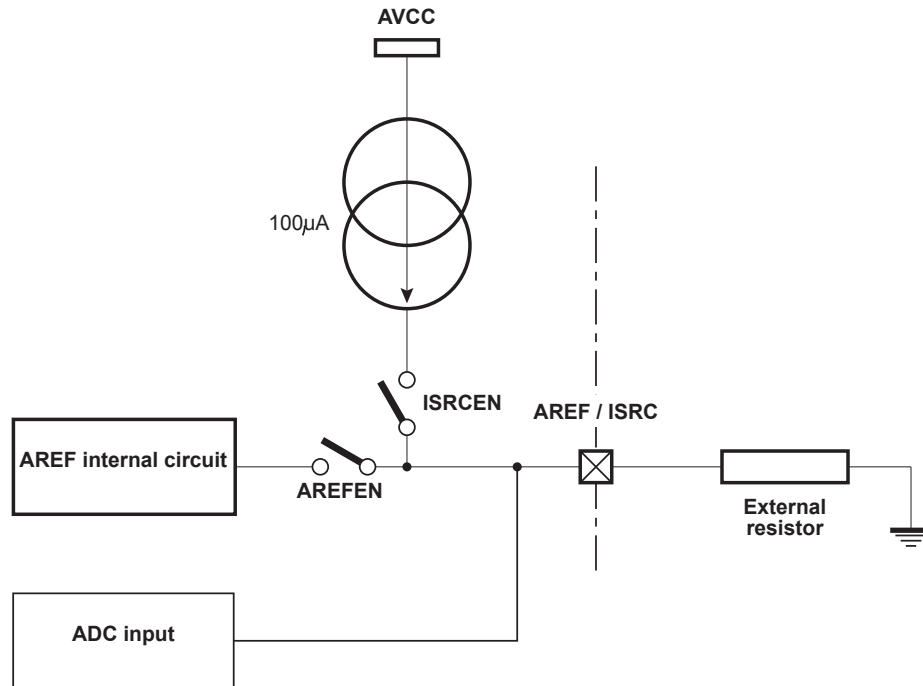 AVCC
100µA
ISRCEN
AREF / ISRC
AREF internal circuit
AREFEN
External
resistor
ADC input